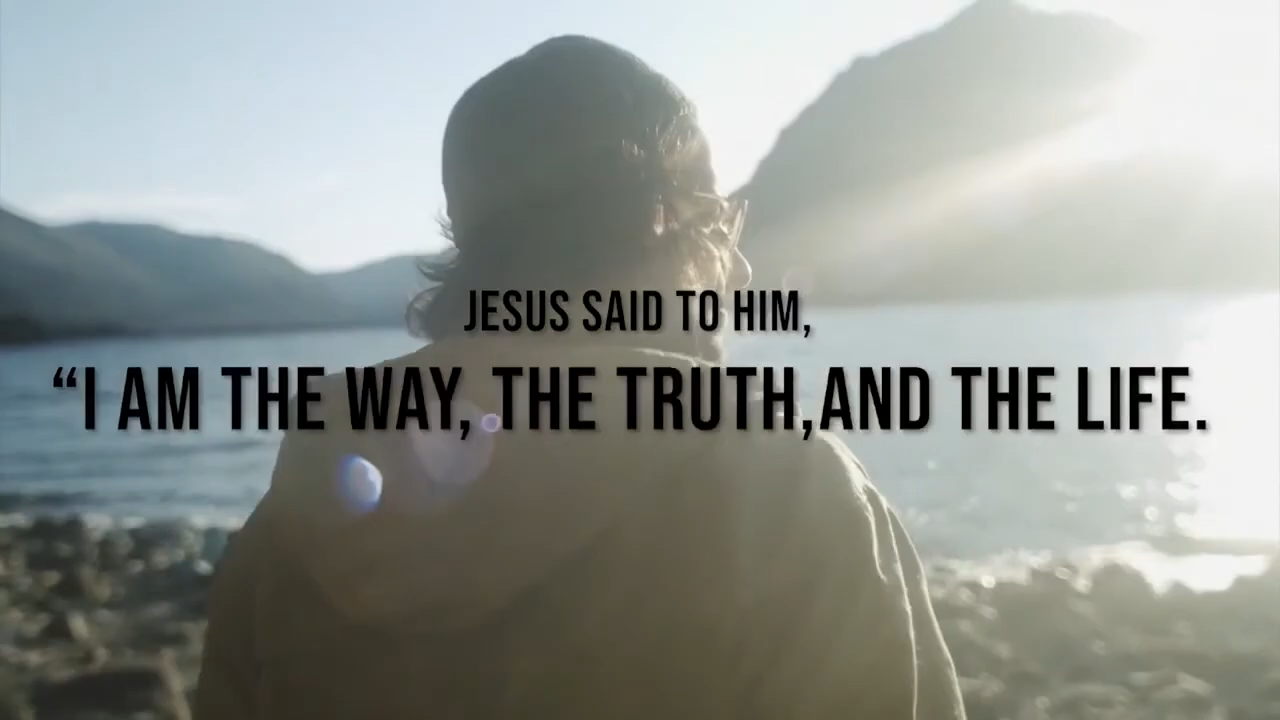 JESUS SAID TO HIM,
“I AM THE WAY, THE TRUTH,AND THE LIFE.